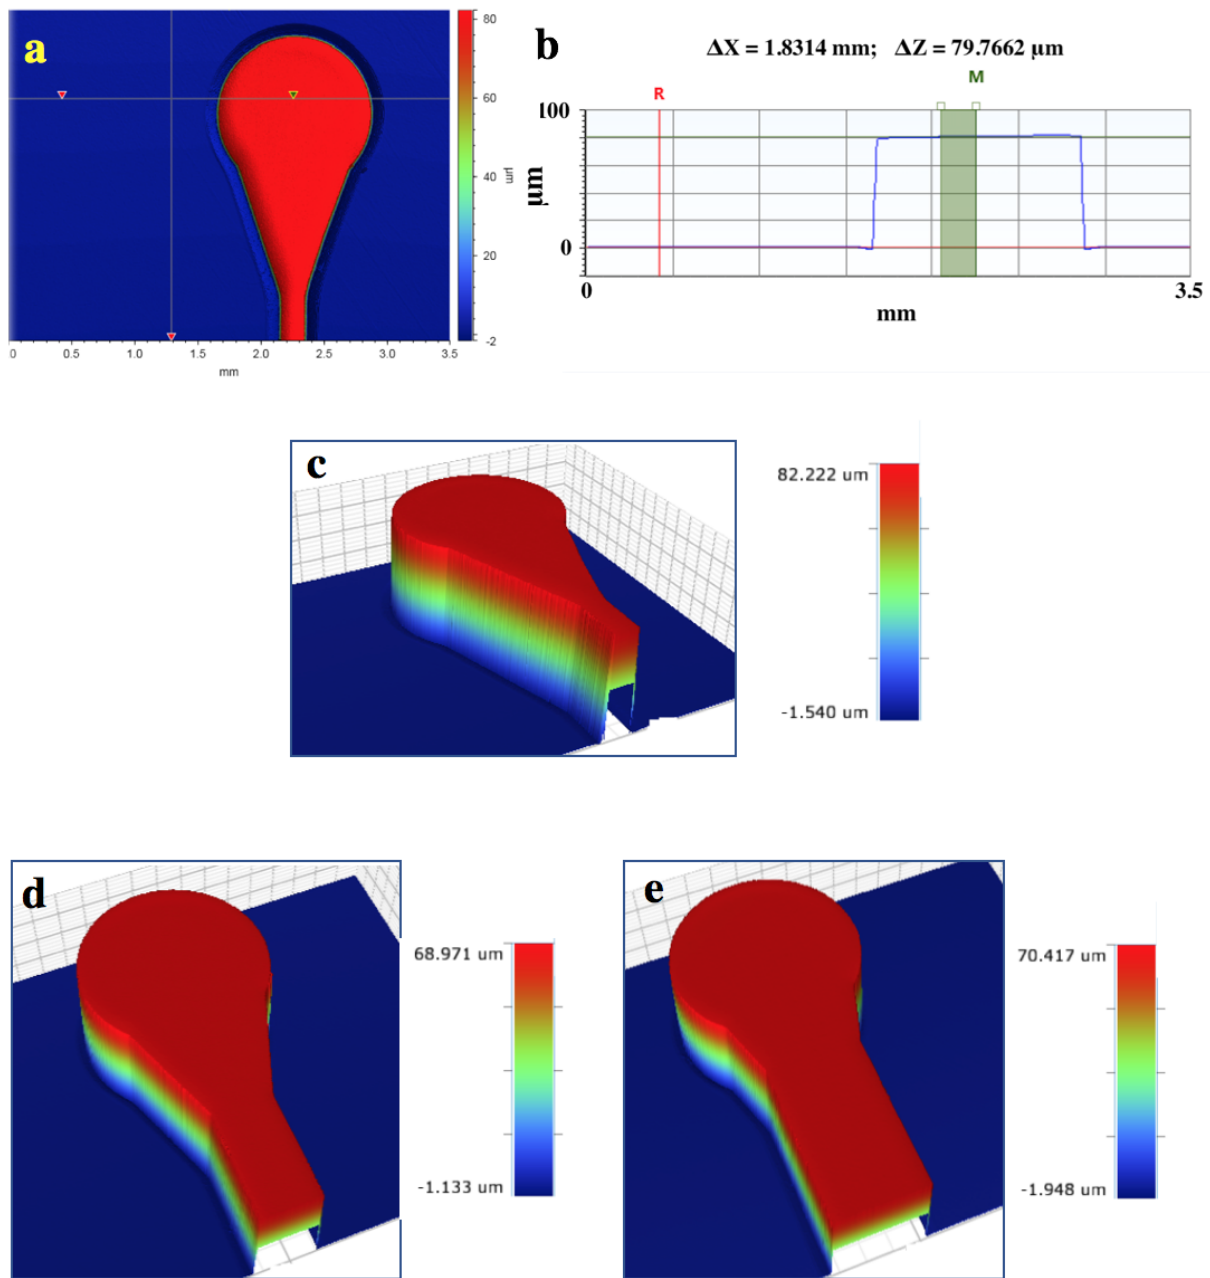 a
80
60
40
20
-2
µm
0
0.5
1.0
1.5
2.0
2.5
3.0
3.5
mm
b
ΔX = 1.8314 mm; ΔZ = 79.7662 µm
M
R
100
0
µm
0
3.5
mm
c
82.222 um
-1.540 um
d
68.971 um
-1.133 um
e
70.417 um
-1.948 um